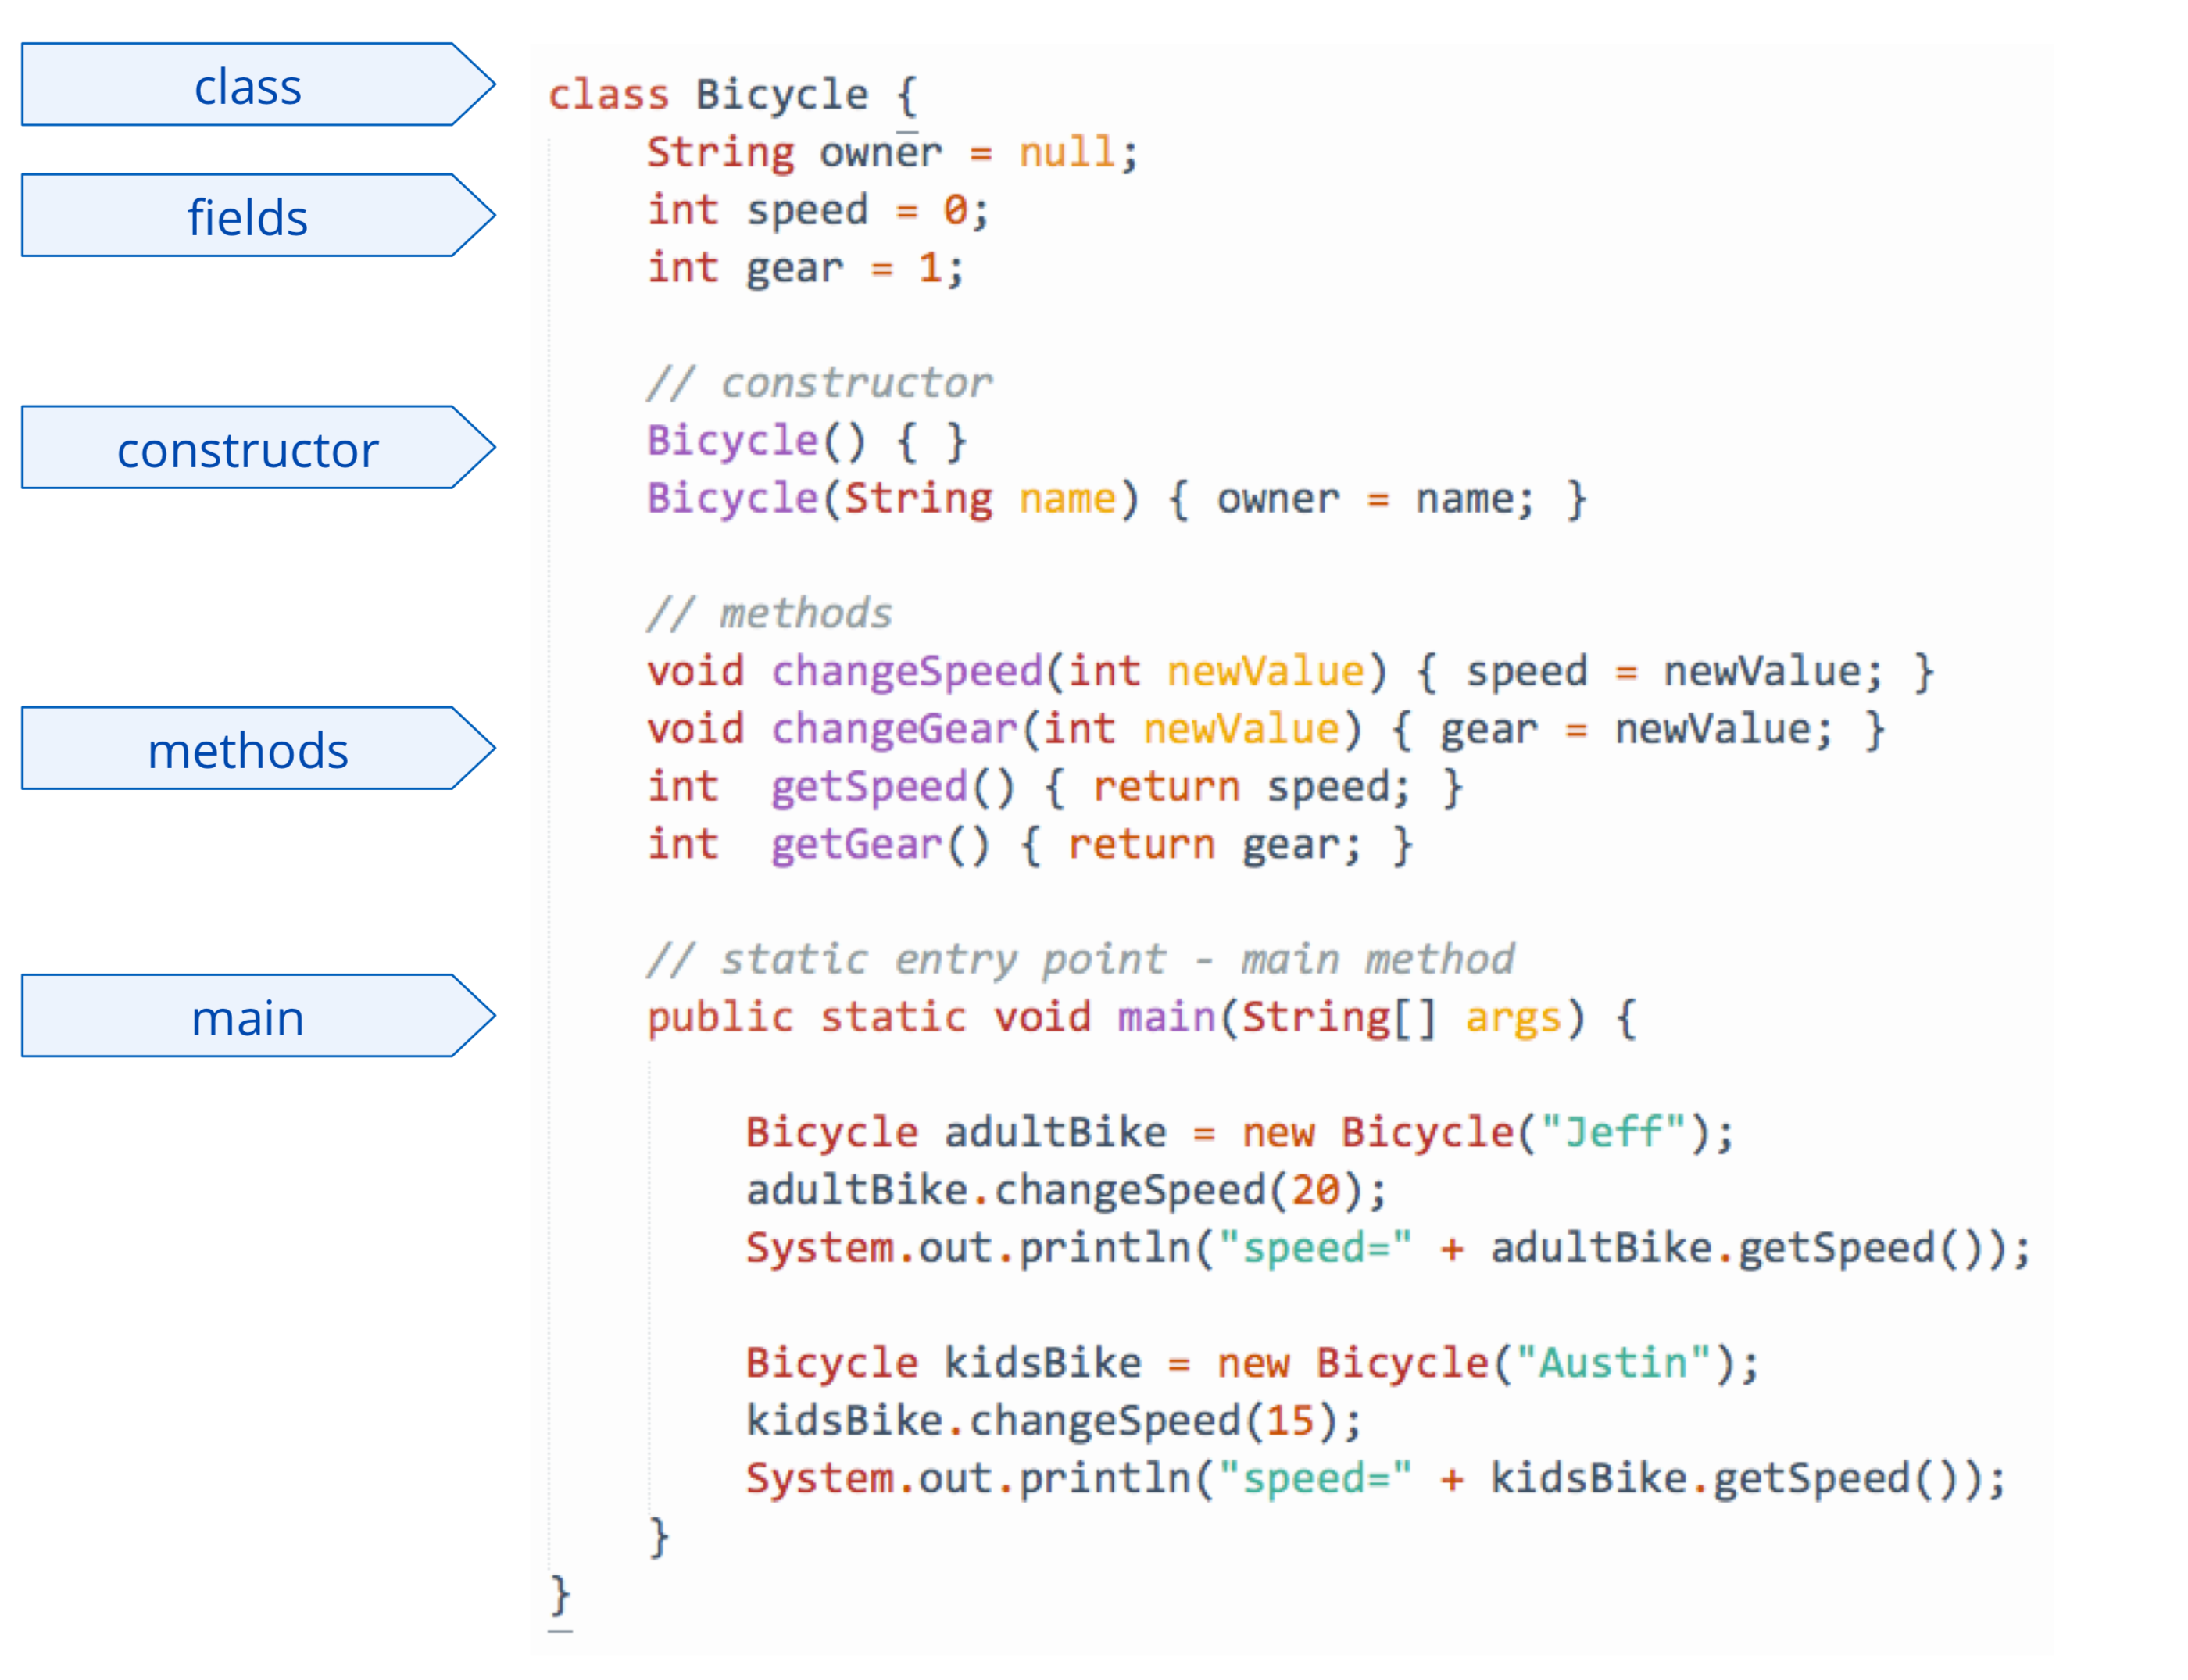 class
fields
constructor
methods
main
class Bicycle {
    String owner = null;
    int speed = 0;
    int gear = 1;

    // constructor
    Bicycle() { }
    Bicycle(String name) { owner = name; }

    // methods
    void changeSpeed(int newValue) { speed = newValue; }
    void changeGear(int newValue) { gear = newValue; }
    int  getSpeed() { return speed; }
    int  getGear() { return gear; }

    // static entry point - main method
    public static void main(String[] args) {

        Bicycle adultBike = new Bicycle("Jeff");
        adultBike.changeSpeed(20);
        System.out.println("speed=" + adultBike.getSpeed());

        Bicycle kidsBike = new Bicycle("Austin");
        kidsBike.changeSpeed(15);
        System.out.println("speed=" + kidsBike.getSpeed());
    }
}